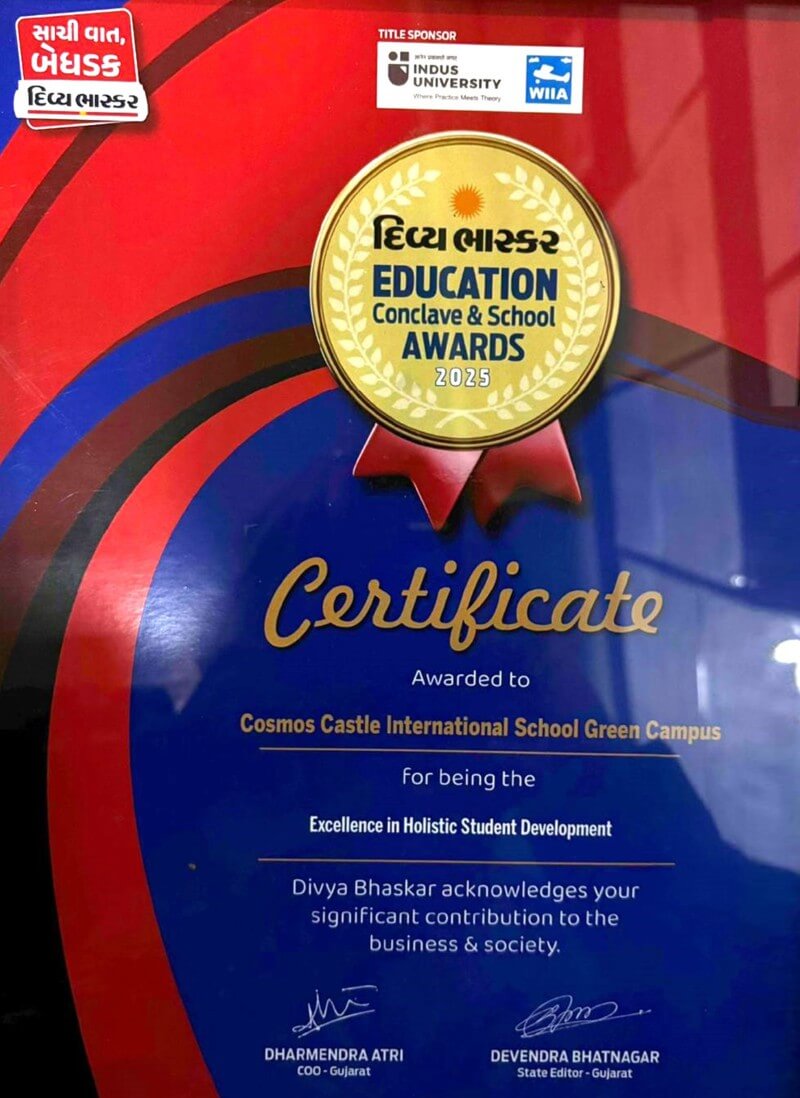 સાચી વાત,
બેધડક
દિવ્ય ભાસ્કર
TITLE SPONSOR
INDUS
UNIVERSITY
Where Practice Meets Theory
WIIA
દિવ્ય ભાસ્કર
EDUCATION
Conclave & School
AWARDS
2025
Certificate
Awarded to
Cosmos Castle International School Green Campus
for being the
Excellence in Holistic Student Development
Divya Bhaskar acknowledges your
significant contribution to the
business & society.
DHARMENDRA ATRI
COO - Gujarat
DEVENDRA BHATNAGAR
State Editor - Gujarat